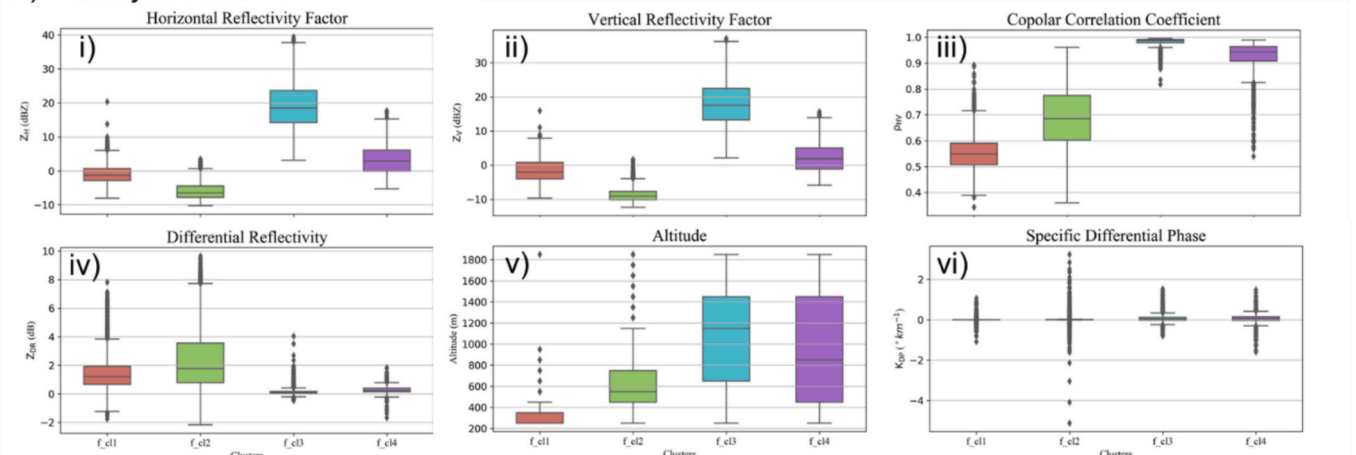 Horizontal Reflectivity Factor
i)
40
30
20
10
0
−10
Z_H (dBZ)
Vertical Reflectivity Factor
ii)
30
20
10
0
−10
Z_V (dBZ)
Copolar Correlation Coefficient
iii)
1.0
0.9
0.8
0.7
0.6
0.5
0.4
ρ_HV
Differential Reflectivity
iv)
10
8
6
4
2
0
−2
Z_DR (dB)
f_cl1 f_cl2 f_cl3 f_cl4
Altitude
v)
1800
1600
1400
1200
1000
800
600
400
200
Altitude (m)
f_cl1 f_cl2 f_cl3 f_cl4
Clusters
Specific Differential Phase
vi)
2
0
−2
−4
K_DP (° km⁻¹)
f_cl1 f_cl2 f_cl3 f_cl4
Clusters